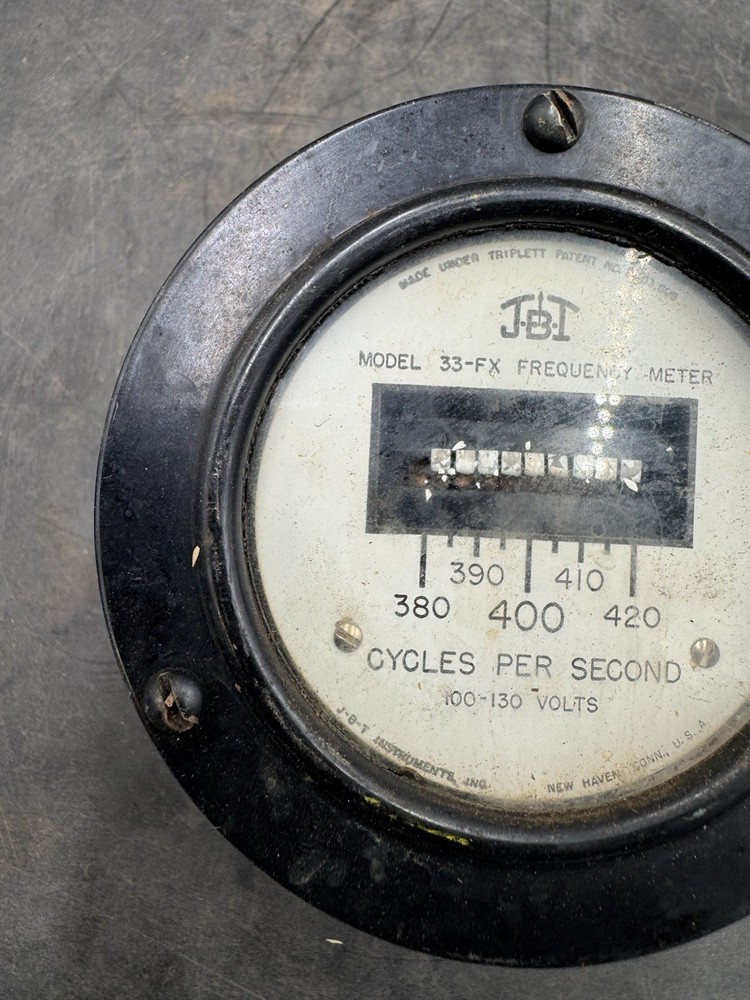 MADE UNDER TRIPLETT PATENT NO.
J·B·T
MODEL 33-FX FREQUENCY METER
390 410
380 400 420
CYCLES PER SECOND
100-130 VOLTS
J-B-T INSTRUMENTS, INC.
NEW HAVEN, CONN., U.S.A